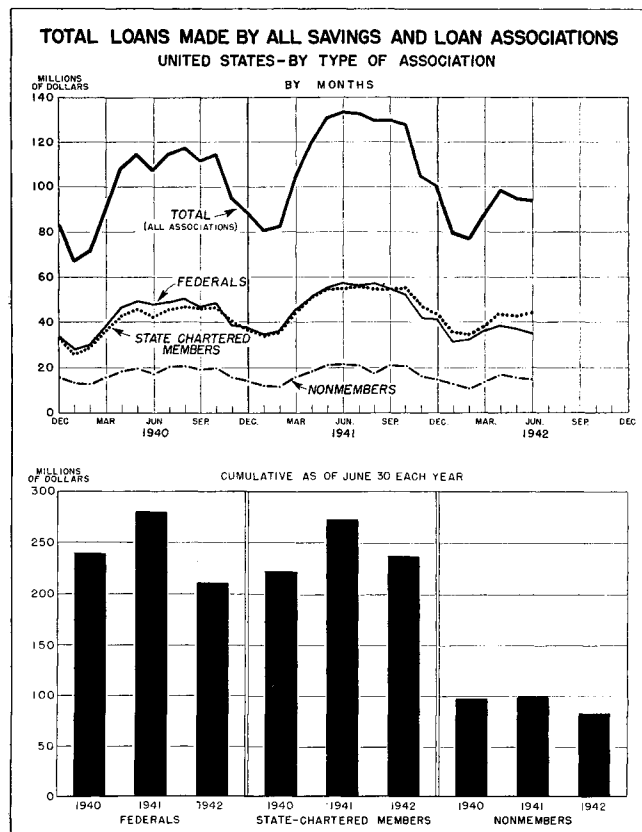 TOTAL LOANS MADE BY ALL SAVINGS AND LOAN ASSOCIATIONS
UNITED STATES-BY TYPE OF ASSOCIATION
BY MONTHS
MILLIONS
OF DOLLARS
140
120
100
80
60
40
20
0
TOTAL
(ALL ASSOCIATIONS)
FEDERALS
STATE CHARTERED
MEMBERS
NONMEMBERS
DEC. MAR. JUN. SEP. DEC. MAR. JUN. SEP. DEC. MAR. JUN. SEP. DEC.
1940 1941 1942
MILLIONS
OF DOLLARS
CUMULATIVE AS OF JUNE 30 EACH YEAR
300
250
200
150
100
50
0
1940 1941 1942 1940 1941 1942 1940 1941 1942
FEDERALS STATE-CHARTERED MEMBERS NONMEMBERS